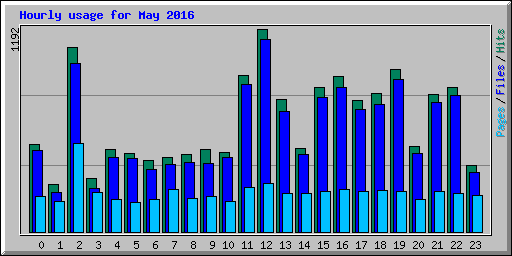 Hourly usage for May 2016
1192
Pages/Files/Hits
0 1 2 3 4 5 6 7 8 9 10 11 12 13 14 15 16 17 18 19 20 21 22 23